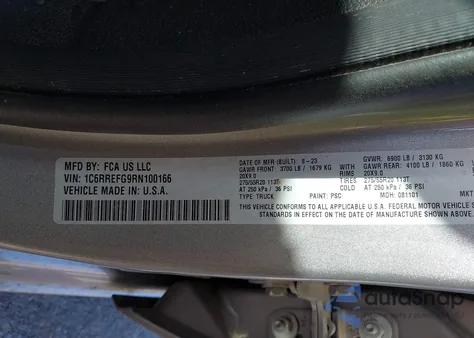 MFD BY: FCA US LLC
VIN: 1C6RREFG9RN100166
VEHICLE MADE IN: U.S.A.
DATE OF MFR (BUILT): 8-23 GVWR: 6900 LB / 3130 KG
GAWR FRONT: 3700 LB / 1679 KG GAWR REAR: 4100 LB / 1860 KG
20X9.0 RIMS 20X9.0
275/55R20 113T TIRES 275/55R20 113T
AT 250 kPa / 36 PSI COLD AT 250 kPa / 36 PSI
TYPE: TRUCK PAINT: PSC MDH: 081101 MKT
THIS VEHICLE CONFORMS TO ALL APPLICABLE U.S.A. FEDERAL MOTOR VEHICLE
STANDARDS IN EFFECT ON THE DATE OF MANUFACTURE SHOWN ABOVE
autoSnap